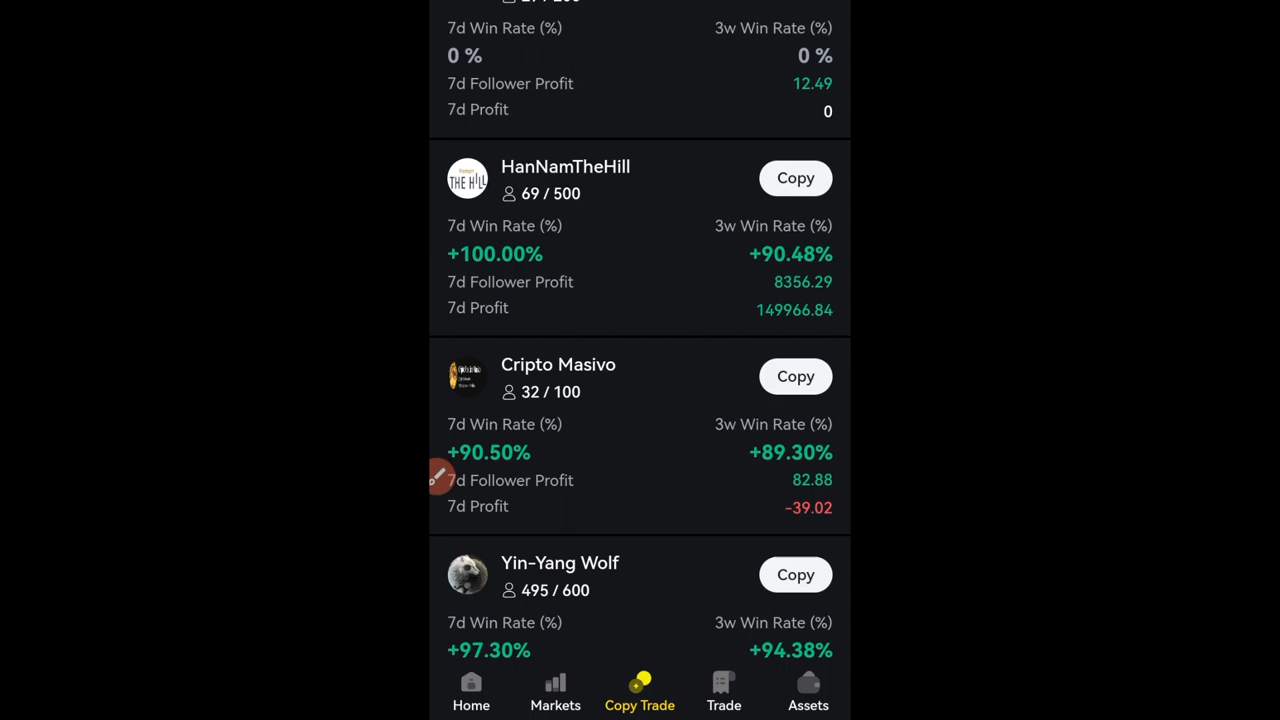 7d Win Rate (%) 3w Win Rate (%)
0 % 0 %
7d Follower Profit 12.49
7d Profit 0
HanNamTheHill
THE HILL
69 / 500
Copy
7d Win Rate (%) 3w Win Rate (%)
+100.00% +90.48%
7d Follower Profit 8356.29
7d Profit 149966.84
Cripto Masivo
32 / 100
Copy
7d Win Rate (%) 3w Win Rate (%)
+90.50% +89.30%
7d Follower Profit 82.88
7d Profit -39.02
Yin-Yang Wolf
495 / 600
Copy
7d Win Rate (%) 3w Win Rate (%)
+97.30% +94.38%
Home Markets Copy Trade Trade Assets